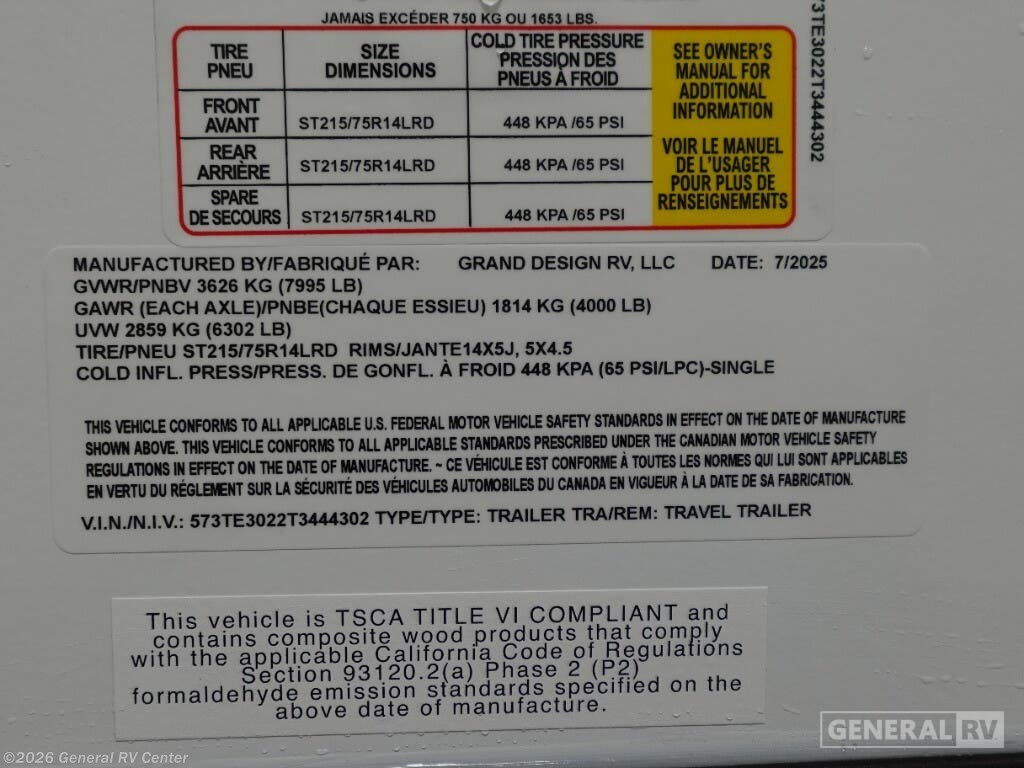 JAMAIS EXCÉDER 750 KG OU 1653 LBS.
TIRE
PNEU
SIZE
DIMENSIONS
COLD TIRE PRESSURE
PRESSION DES
PNEUS À FROID
FRONT
AVANT
ST215/75R14LRD
448 KPA /65 PSI
REAR
ARRIÈRE
ST215/75R14LRD
448 KPA /65 PSI
SPARE
DE SECOURS
ST215/75R14LRD
448 KPA /65 PSI
SEE OWNER'S
MANUAL FOR
ADDITIONAL
INFORMATION
VOIR LE MANUEL
DE L'USAGER
POUR PLUS DE
RENSEIGNEMENTS
573TE3022T3444302
MANUFACTURED BY/FABRIQUÉ PAR: GRAND DESIGN RV, LLC DATE: 7/2025
GVWR/PNBV 3626 KG (7995 LB)
GAWR (EACH AXLE)/PNBE(CHAQUE ESSIEU) 1814 KG (4000 LB)
UVW 2859 KG (6302 LB)
TIRE/PNEU ST215/75R14LRD RIMS/JANTE14X5J, 5X4.5
COLD INFL. PRESS/PRESS. DE GONFL. À FROID 448 KPA (65 PSI/LPC)-SINGLE
THIS VEHICLE CONFORMS TO ALL APPLICABLE U.S. FEDERAL MOTOR VEHICLE SAFETY STANDARDS IN EFFECT ON THE DATE OF MANUFACTURE
SHOWN ABOVE. THIS VEHICLE CONFORMS TO ALL APPLICABLE STANDARDS PRESCRIBED UNDER THE CANADIAN MOTOR VEHICLE SAFETY
REGULATIONS IN EFFECT ON THE DATE OF MANUFACTURE. ~ CE VÉHICULE EST CONFORME À TOUTES LES NORMES QUI LUI SONT APPLICABLES
EN VERTU DU RÉGLEMENT SUR LA SÉCURITÉ DES VÉHICULES AUTOMOBILES DU CANADA EN VIGUEUR À LA DATE DE SA FABRICATION.
V.I.N./N.I.V.: 573TE3022T3444302 TYPE/TYPE: TRAILER TRA/REM: TRAVEL TRAILER
This vehicle is TSCA TITLE VI COMPLIANT and
contains composite wood products that comply
with the applicable California Code of Regulations
Section 93120.2(a) Phase 2 (P2)
formaldehyde emission standards specified on the
above date of manufacture.
GENERAL RV
©2026 General RV Center